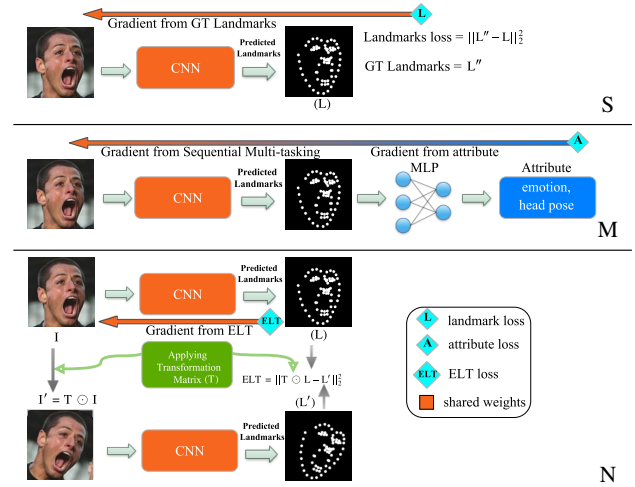 Gradient from GT Landmarks
L
CNN
Predicted
Landmarks
(L)
Landmarks loss = ||L″ − L||²₂
GT Landmarks = L″
S
A
Gradient from Sequential Multi-tasking
Gradient from attribute
CNN
Predicted
Landmarks
MLP
Attribute
emotion,
head pose
M
CNN
Predicted
Landmarks
ELT
Gradient from ELT
I
(L)
Applying
Transformation
Matrix (T)
ELT = ||T ⊙ L − L′||²₂
I′ = T ⊙ I
(L′)
CNN
Predicted
Landmarks
L landmark loss
A attribute loss
ELT ELT loss
shared weights
N